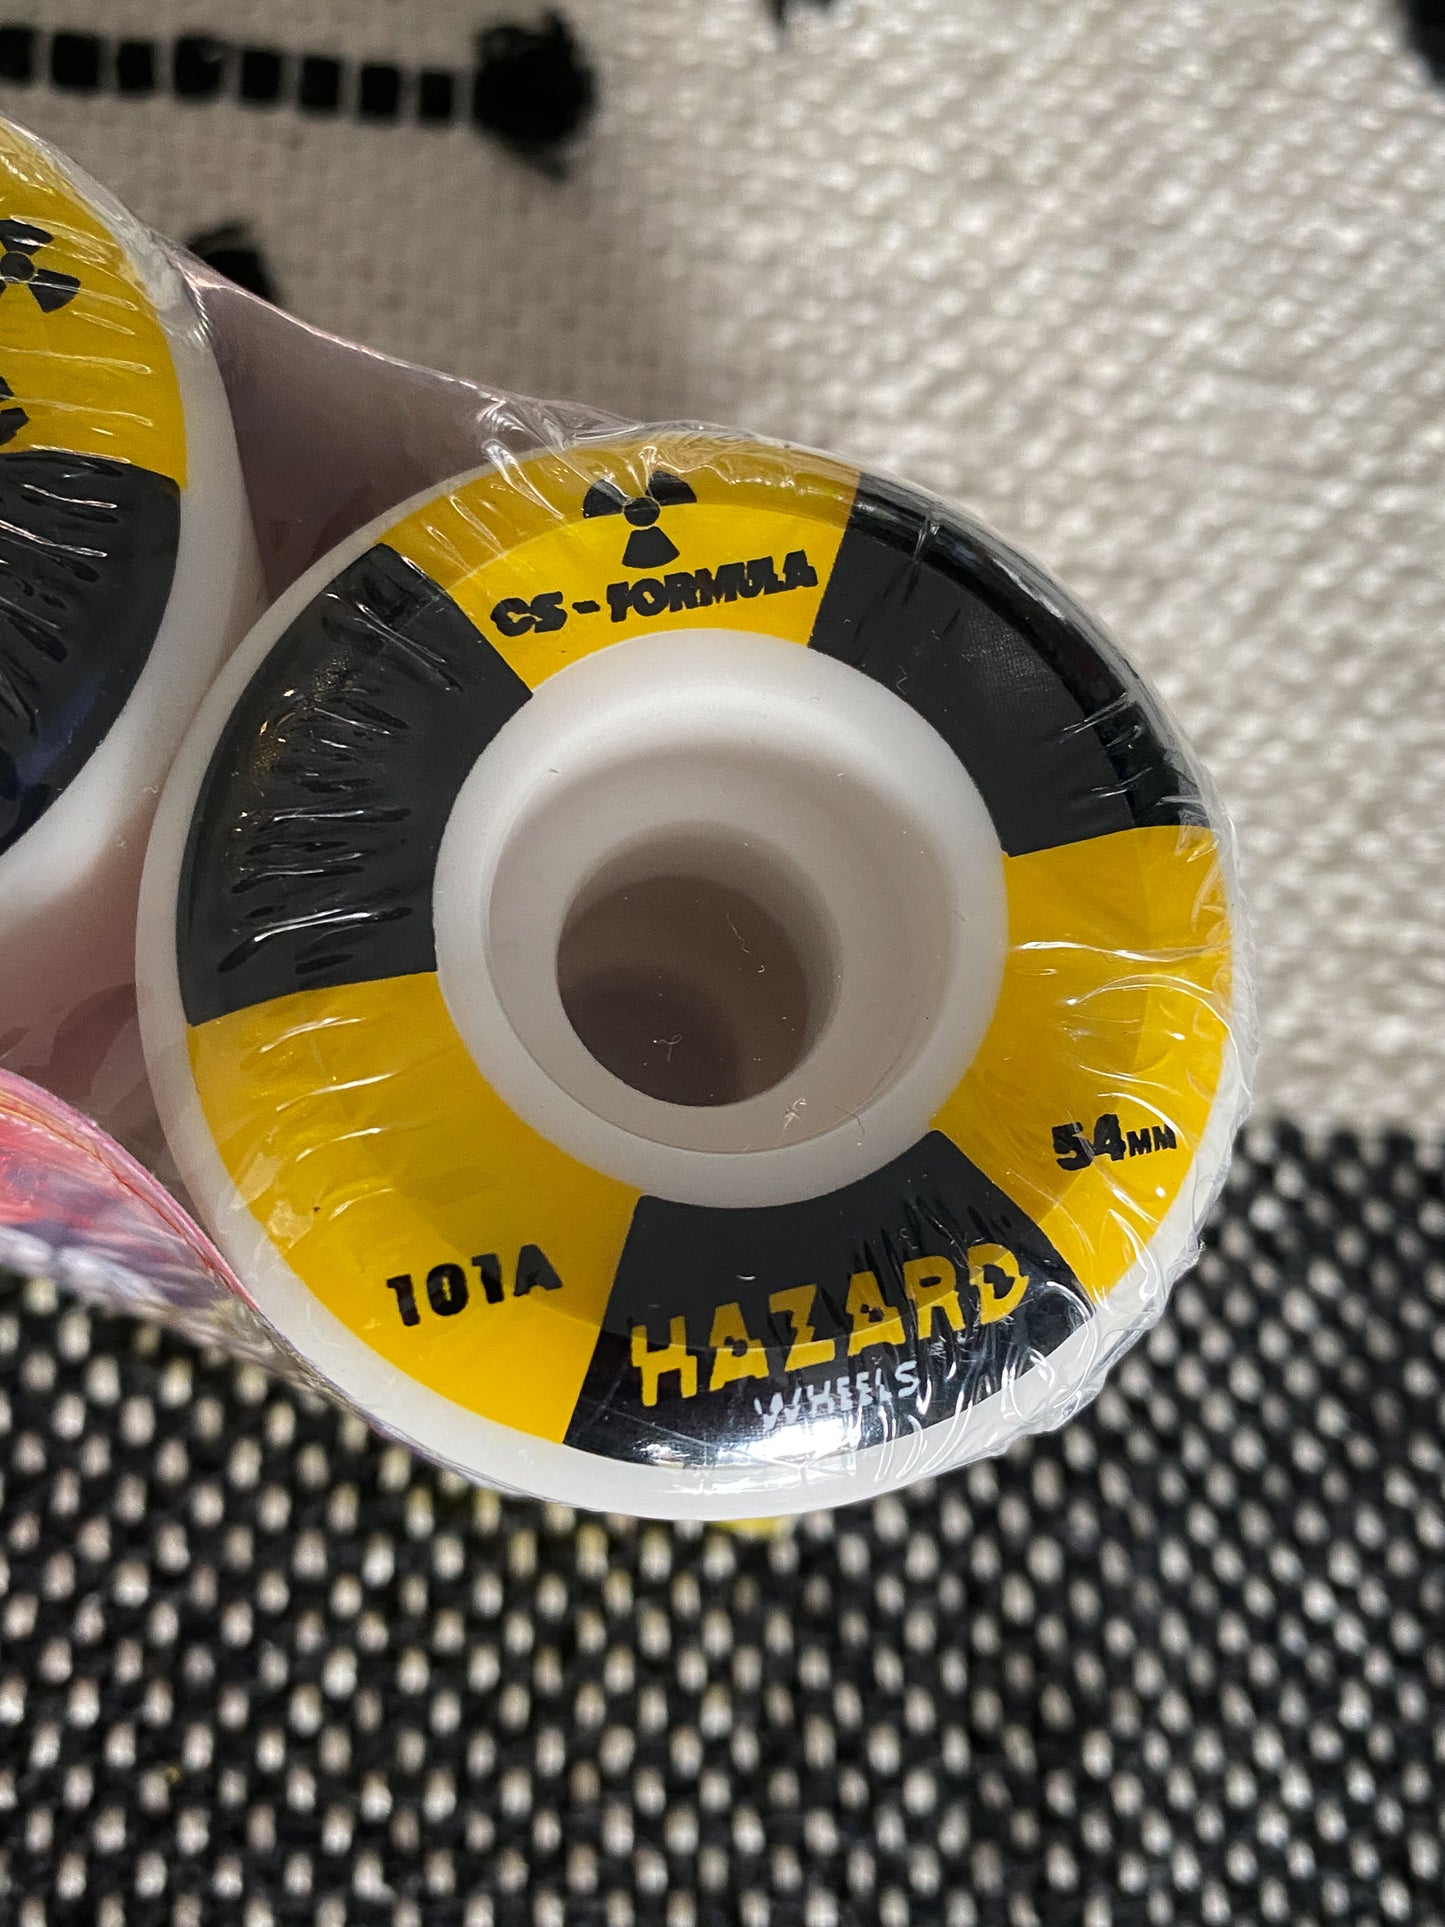 CS-FORMULA
54MM
101A
HAZARD
WHEELS